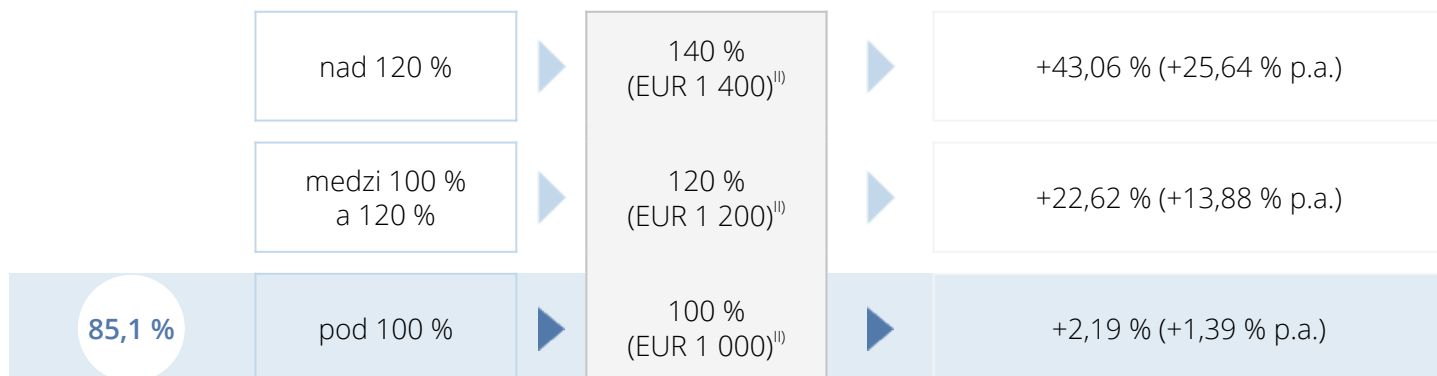 nad 120 %
140 %
(EUR 1 400)II)
+43,06 % (+25,64 % p.a.)
medzi 100 %
a 120 %
120 %
(EUR 1 200)II)
+22,62 % (+13,88 % p.a.)
85,1 %
pod 100 %
100 %
(EUR 1 000)II)
+2,19 % (+1,39 % p.a.)